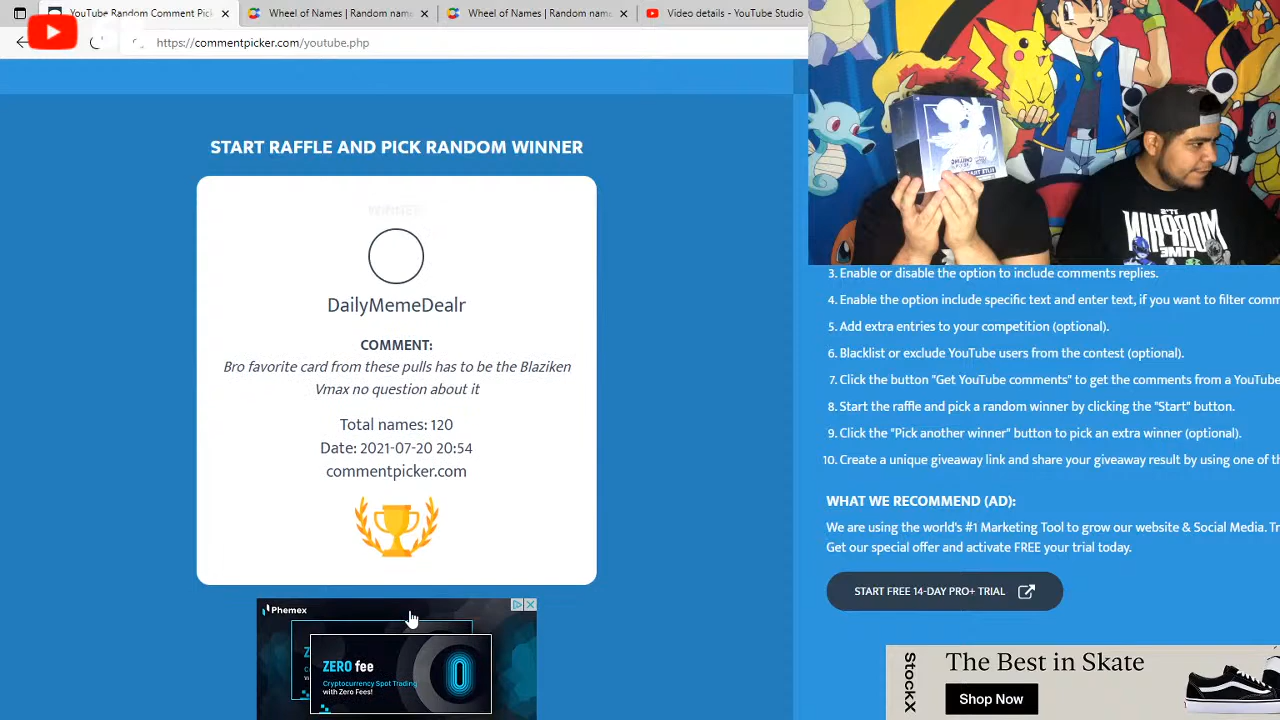 YouTube Random Comment Pick
Wheel of Names | Random nam
Wheel of Names | Random nam
Video details - YouTube Studio
https://commentpicker.com/youtube.php
START RAFFLE AND PICK RANDOM WINNER
DailyMemeDealr
COMMENT:
Bro favorite card from these pulls has to be the Blaziken
Vmax no question about it
Total names: 120
Date: 2021-07-20 20:54
commentpicker.com
Phemex
ZERO fee
Cryptocurrency Spot Trading
with Zero Fees!
IT'S
MORPHIN
TIME
3. Enable or disable the option to include comments replies.
4. Enable the option include specific text and enter text, if you want to filter comm
5. Add extra entries to your competition (optional).
6. Blacklist or exclude YouTube users from the contest (optional).
7. Click the button "Get YouTube comments" to get the comments from a YouTube
8. Start the raffle and pick a random winner by clicking the "Start" button.
9. Click the "Pick another winner" button to pick an extra winner (optional).
10. Create a unique giveaway link and share your giveaway result by using one of th
WHAT WE RECOMMEND (AD):
We are using the world's #1 Marketing Tool to grow our website & Social Media. Tr
Get our special offer and activate FREE your trial today.
START FREE 14-DAY PRO+ TRIAL
StockX
The Best in Skate
Shop Now